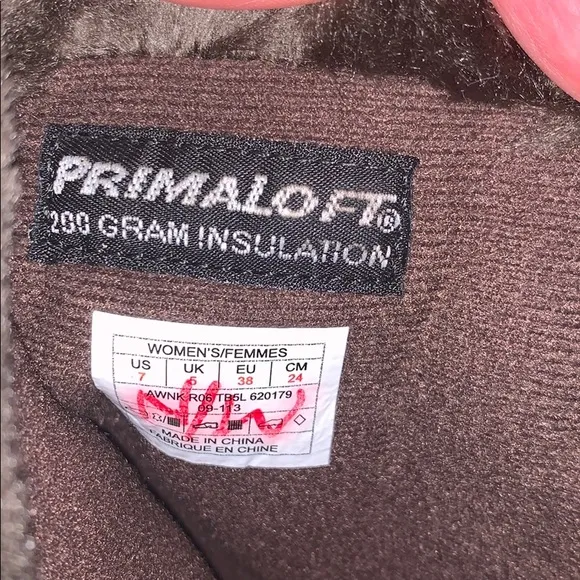 PRIMALOFT®
200 GRAM INSULATION
WOMEN'S/FEMMES
US UK EU CM
7 5 38 24
AWNK R06/TB5L 620179
09-113
MADE IN CHINA
FABRIQUE EN CHINE